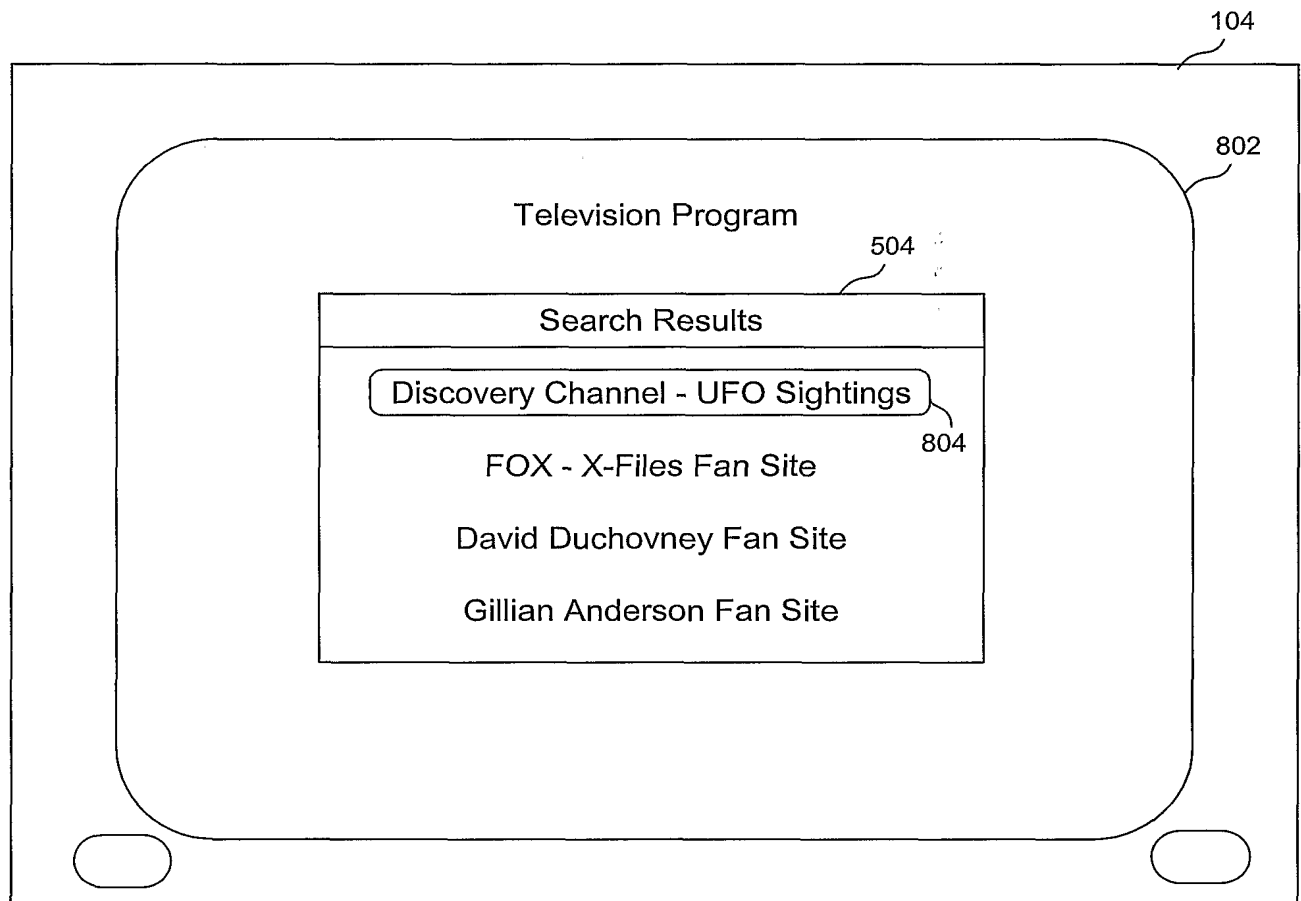 104
802
Television Program
504
Search Results
Discovery Channel - UFO Sightings
804
FOX - X-Files Fan Site
David Duchovney Fan Site
Gillian Anderson Fan Site